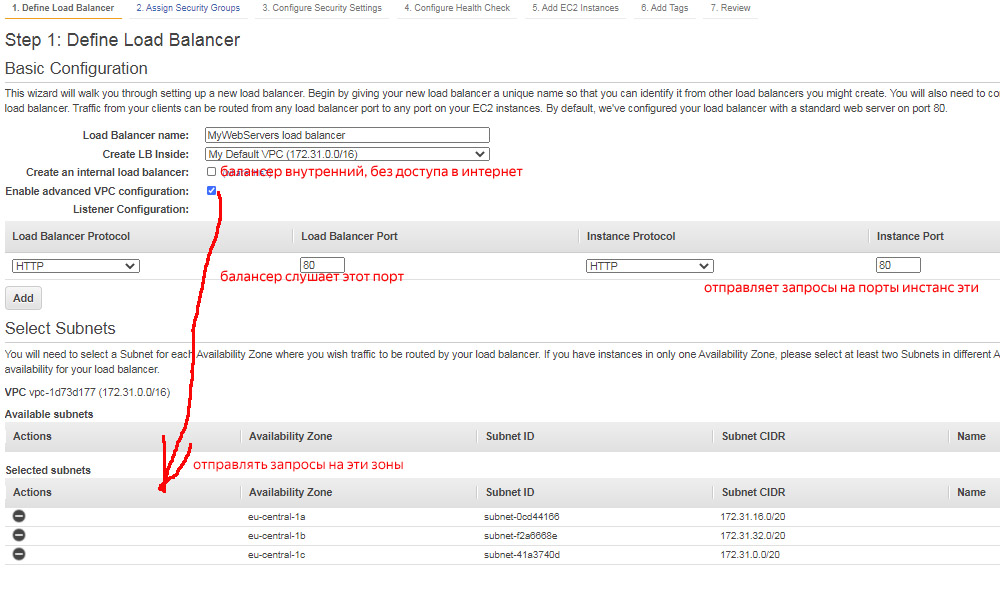 1. Define Load Balancer 2. Assign Security Groups 3. Configure Security Settings 4. Configure Health Check 5. Add EC2 Instances 6. Add Tags 7. Review
Step 1: Define Load Balancer
Basic Configuration
This wizard will walk you through setting up a new load balancer. Begin by giving your new load balancer a unique name so that you can identify it from other load balancers you might create. You will also need to co
load balancer. Traffic from your clients can be routed from any load balancer port to any port on your EC2 instances. By default, we've configured your load balancer with a standard web server on port 80.
Load Balancer name: MyWebServers load balancer
Create LB Inside: My Default VPC (172.31.0.0/16)
Create an internal load balancer: балансер внутренний, без доступа в интернет
Enable advanced VPC configuration:
Listener Configuration:
Load Balancer Protocol Load Balancer Port Instance Protocol Instance Port
HTTP 80 HTTP 80
балансер слушает этот порт
отправляет запросы на порты инстанс эти
Add
Select Subnets
You will need to select a Subnet for each Availability Zone where you wish traffic to be routed by your load balancer. If you have instances in only one Availability Zone, please select at least two Subnets in different A
availability for your load balancer.
VPC vpc-1d73d177 (172.31.0.0/16)
Available subnets
Actions Availability Zone Subnet ID Subnet CIDR Name
отправлять запросы на эти зоны
Selected subnets
Actions Availability Zone Subnet ID Subnet CIDR Name
eu-central-1a subnet-0cd44166 172.31.16.0/20
eu-central-1b subnet-f2a6668e 172.31.32.0/20
eu-central-1c subnet-41a3740d 172.31.0.0/20